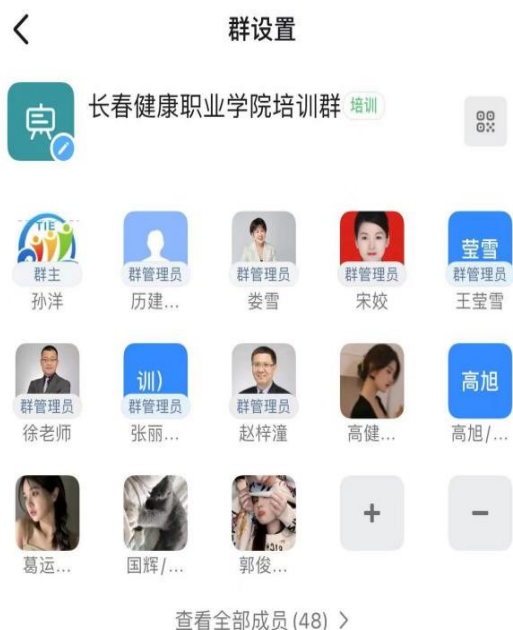 群设置
长春健康职业学院培训群 培训
TIE 莹雪
群主 群管理员 群管理员 群管理员 群管理员
孙洋 历建... 娄雪 宋姣 王莹雪
训) 高旭
群管理员 群管理员 群管理员
徐老师 张丽... 赵梓潼 高健... 高旭/...
葛运... 国辉/... 郭俊...
查看全部成员(48)